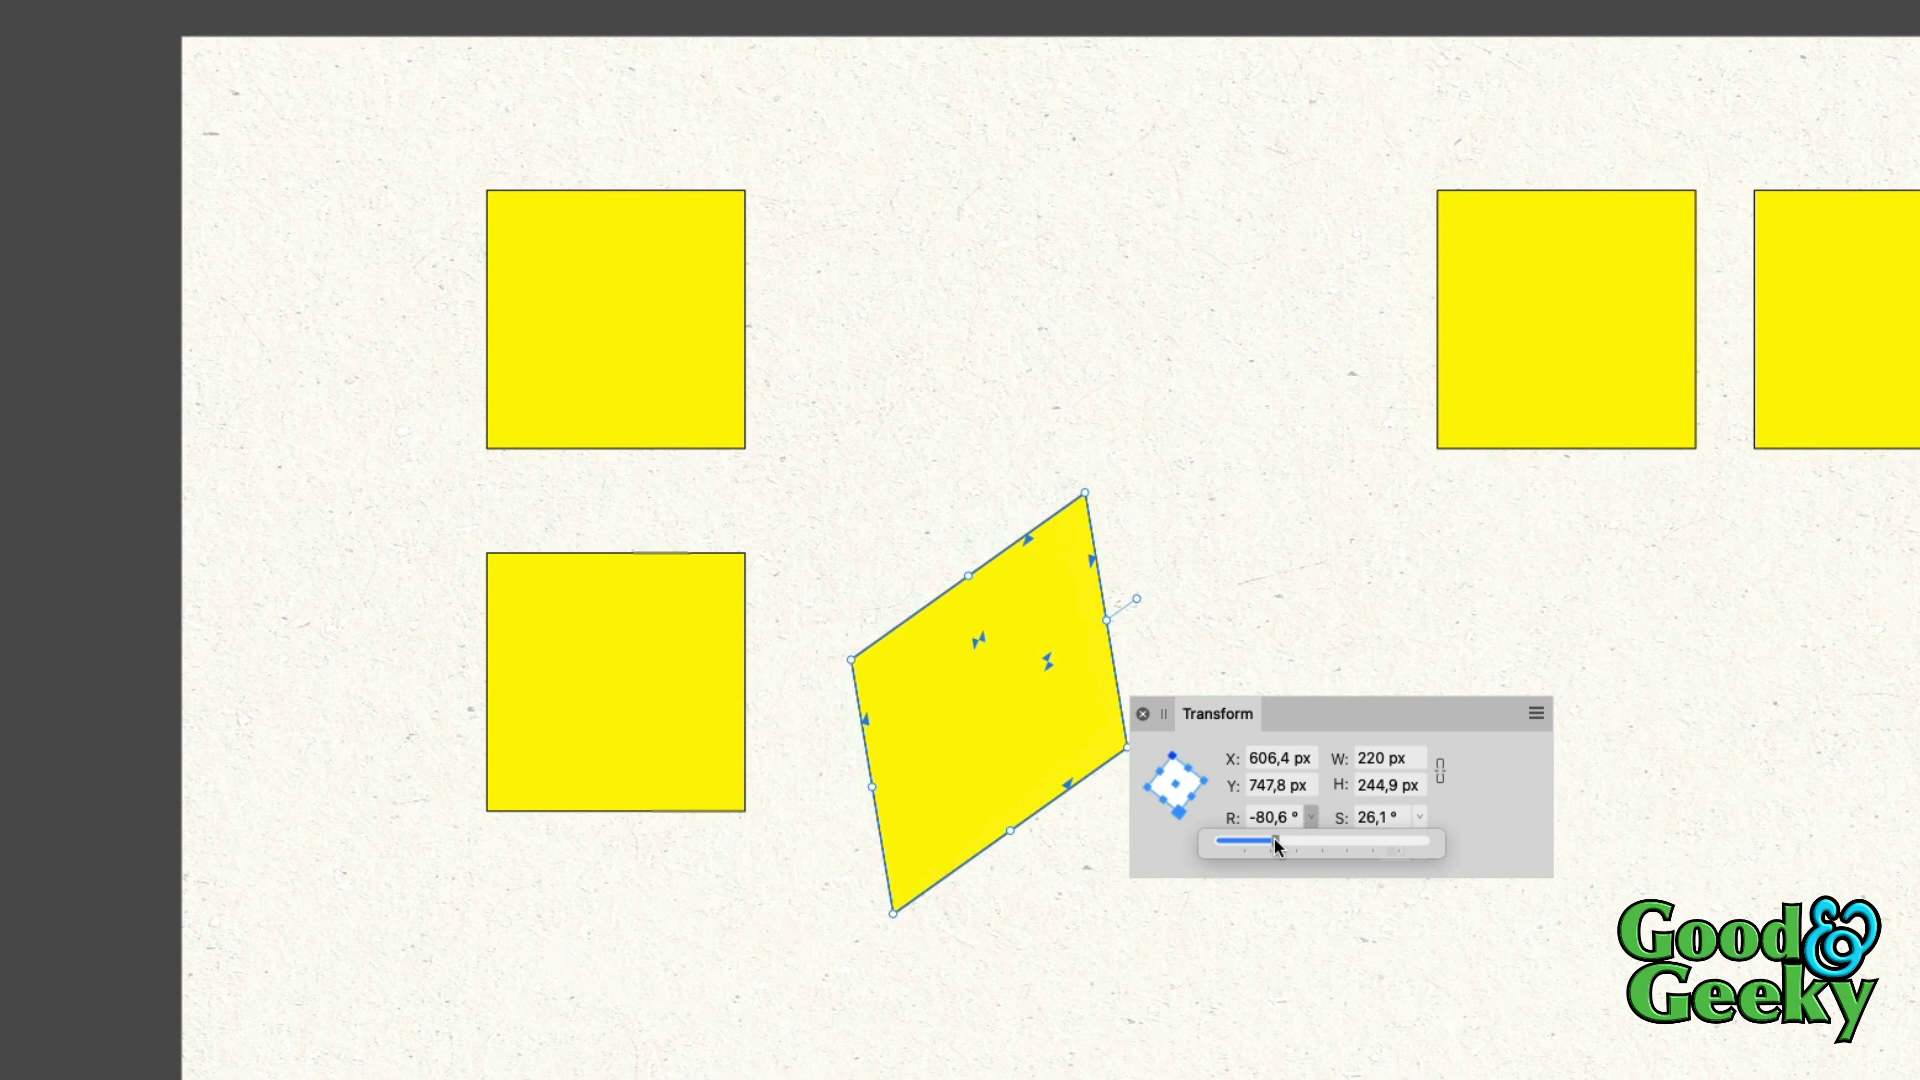 Transform
X: 606,4 px W: 220 px
Y: 747,8 px H: 244,9 px
R: -80,6 ° S: 26,1 °
Good &
Geeky